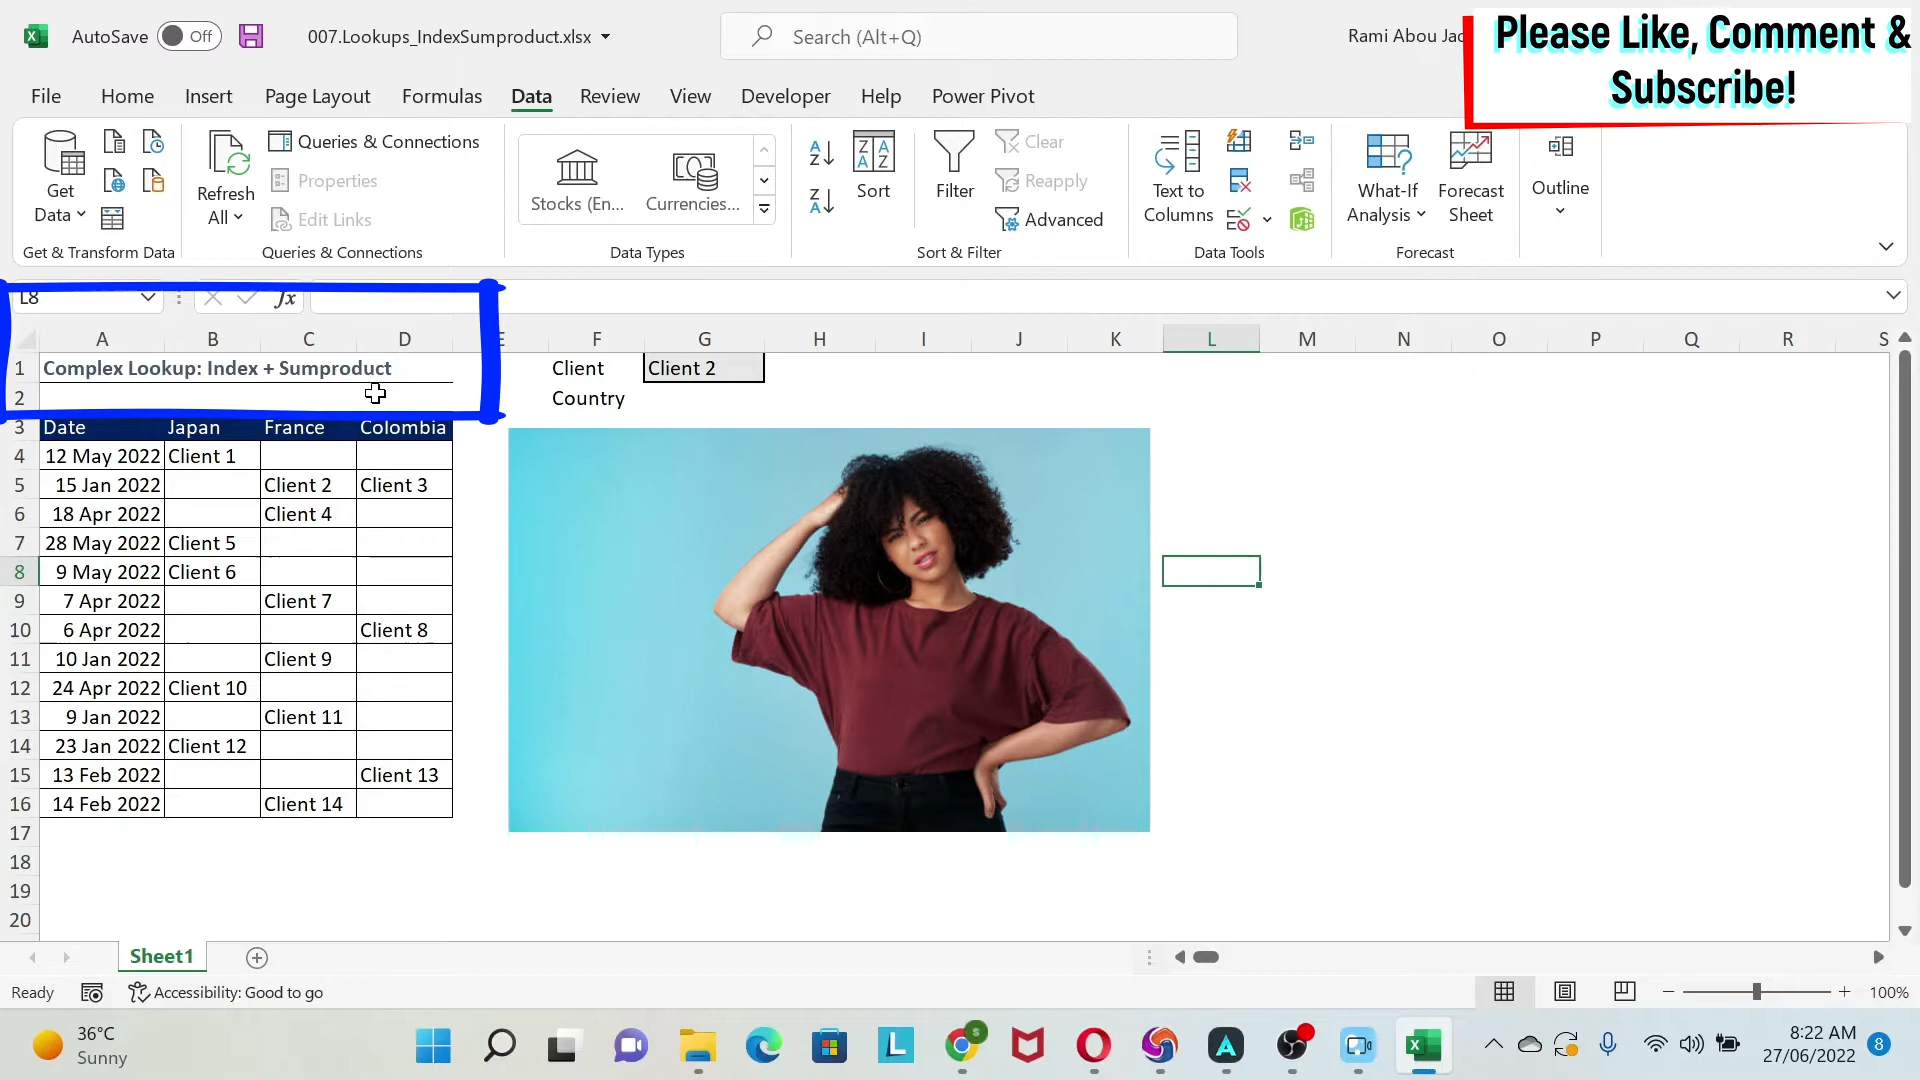 AutoSave Off 007.Lookups_IndexSumproduct.xlsx Search (Alt+Q) Rami Abou
Please Like, Comment &
Subscribe!
File Home Insert Page Layout Formulas Data Review View Developer Help Power Pivot
Get Data
Refresh All
Queries & Connections
Properties
Edit Links
Stocks (En...
Currencies...
Sort
Filter
Clear
Reapply
Advanced
Text to Columns
What-If Analysis
Forecast Sheet
Outline
Get & Transform Data Queries & Connections Data Types Sort & Filter Data Tools Forecast
L8 fx
A B C D E F G H I J K L M N O P Q R S
1 Complex Lookup: Index + Sumproduct Client Client 2
2 Country
3 Date Japan France Colombia
4 12 May 2022 Client 1
5 15 Jan 2022 Client 2 Client 3
6 18 Apr 2022 Client 4
7 28 May 2022 Client 5
8 9 May 2022 Client 6
9 7 Apr 2022 Client 7
10 6 Apr 2022 Client 8
11 10 Jan 2022 Client 9
12 24 Apr 2022 Client 10
13 9 Jan 2022 Client 11
14 23 Jan 2022 Client 12
15 13 Feb 2022 Client 13
16 14 Feb 2022 Client 14
17
18
19
20
Sheet1
Ready Accessibility: Good to go 100%
36°C
Sunny
8:22 AM
27/06/2022 8